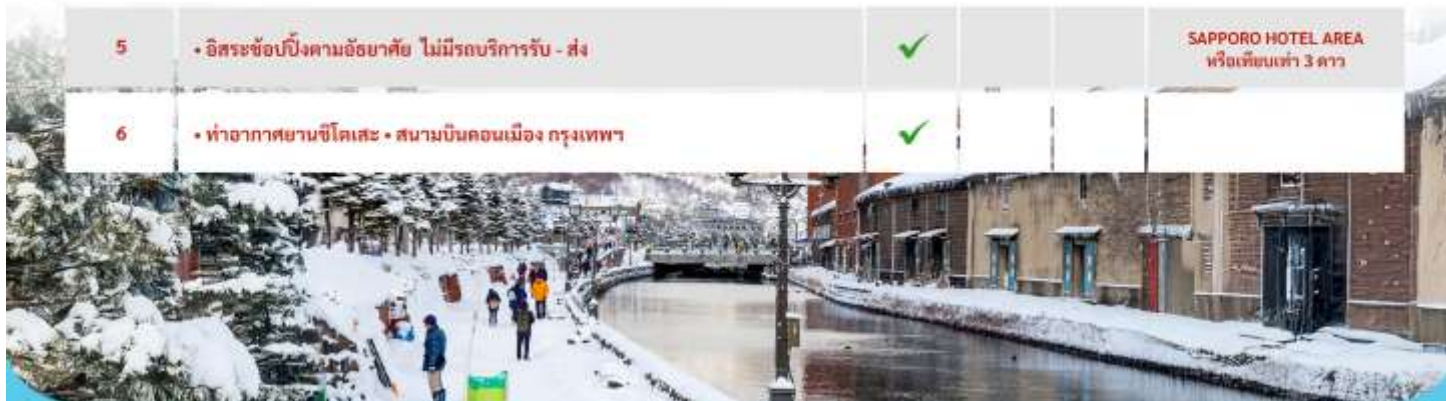 5 • อิสระช้อปปิ้งตามอัธยาศัย ไม่มีรถบริการรับ - ส่ง ✓ SAPPORO HOTEL AREA
หรือเทียบเท่า 3 ดาว
6 • ท่าอากาศยานชิโตเสะ • สนามบินดอนเมือง กรุงเทพฯ ✓